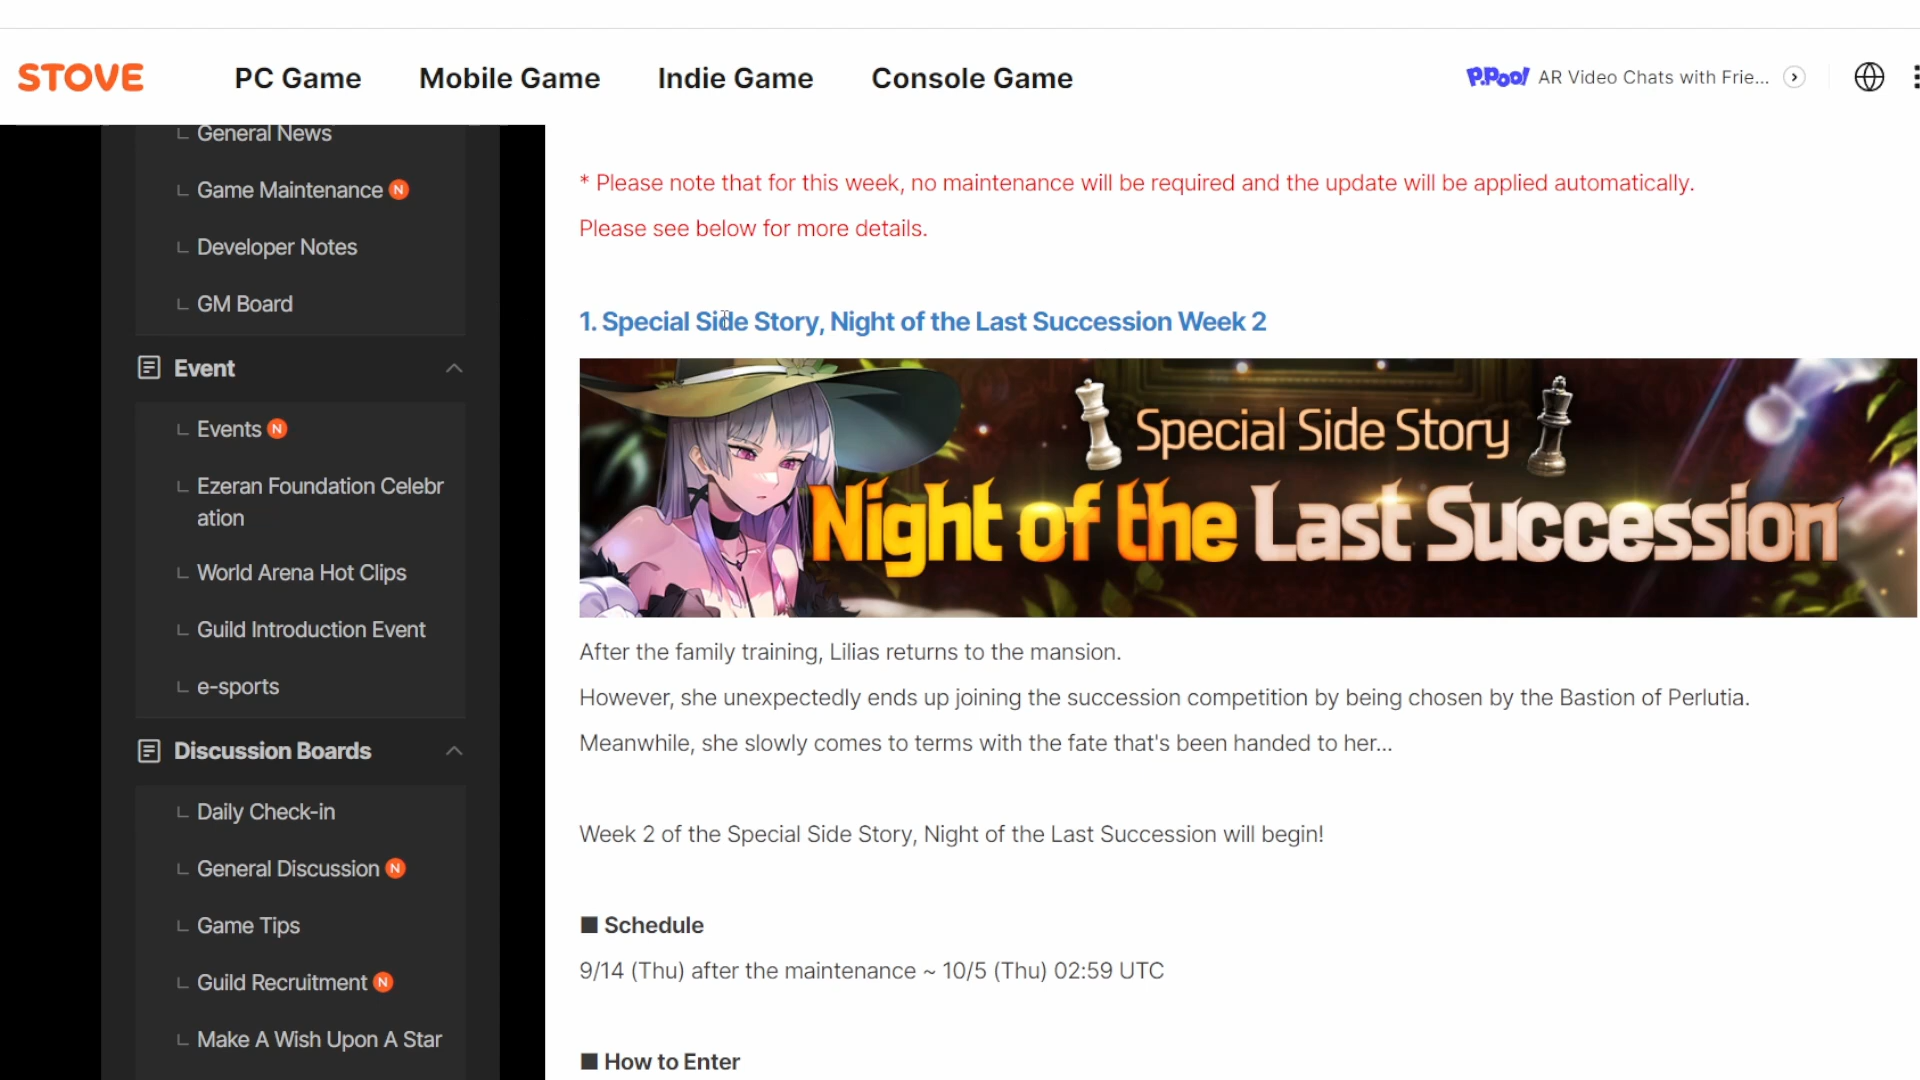 STOVE
PC Game
Mobile Game
Indie Game
Console Game
P.Pool AR Video Chats with Frie...
General News
Game Maintenance N
Developer Notes
GM Board
Event
Events N
Ezeran Foundation Celebr
ation
World Arena Hot Clips
Guild Introduction Event
e-sports
Discussion Boards
Daily Check-in
General Discussion N
Game Tips
Guild Recruitment N
Make A Wish Upon A Star
* Please note that for this week, no maintenance will be required and the update will be applied automatically.
Please see below for more details.
1. Special Side Story, Night of the Last Succession Week 2
Special Side Story
Night of the Last Succession
After the family training, Lilias returns to the mansion.
However, she unexpectedly ends up joining the succession competition by being chosen by the Bastion of Perlutia.
Meanwhile, she slowly comes to terms with the fate that's been handed to her...
Week 2 of the Special Side Story, Night of the Last Succession will begin!
■ Schedule
9/14 (Thu) after the maintenance ~ 10/5 (Thu) 02:59 UTC
■ How to Enter